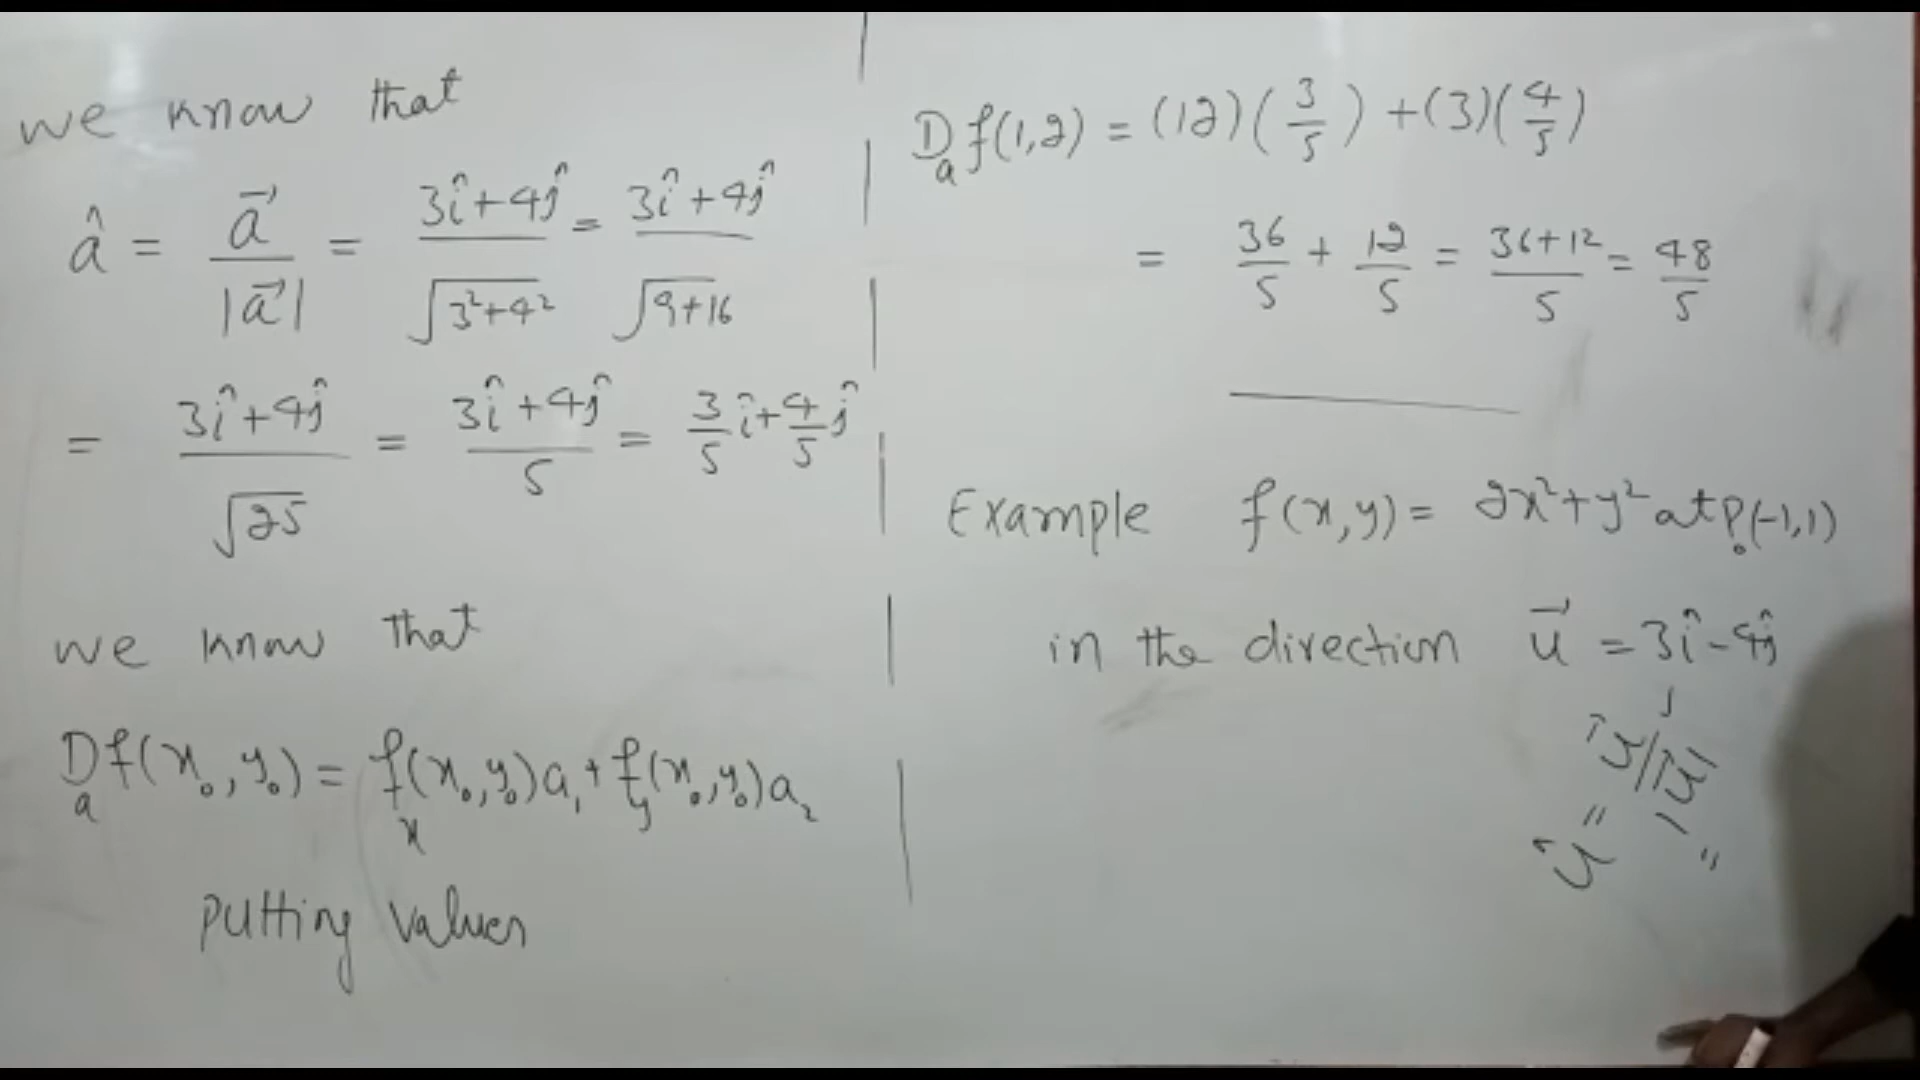 we know that
â = a⃗ / |a⃗| = (3î+4ĵ) / √(3²+4²) = (3î+4ĵ) / √(9+16)
= (3î+4ĵ) / √25 = (3î+4ĵ) / 5 = 3/5 î + 4/5 ĵ
we know that
D_a f(x₀,y₀) = f_x(x₀,y₀)a₁ + f_y(x₀,y₀)a₂
putting values
D_a f(1,2) = (12)(3/5) + (3)(4/5)
= 36/5 + 12/5 = (36+12)/5 = 48/5
Example f(x,y) = 2x²+y² at P₀(-1,1)
in the direction u⃗ = 3î-4ĵ
û = u⃗ / |u⃗| =